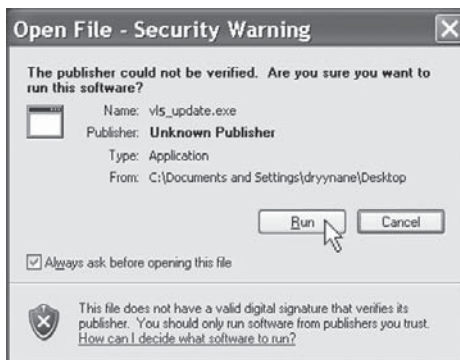 Open File - Security Warning
The publisher could not be verified. Are you sure you want to
run this software?
Name: vl5_update.exe
Publisher: Unknown Publisher
Type: Application
From: C:\Documents and Settings\dryynane\Desktop
Run
Cancel
Always ask before opening this file
This file does not have a valid digital signature that verifies its
publisher. You should only run software from publishers you trust.
How can I decide what software to run?